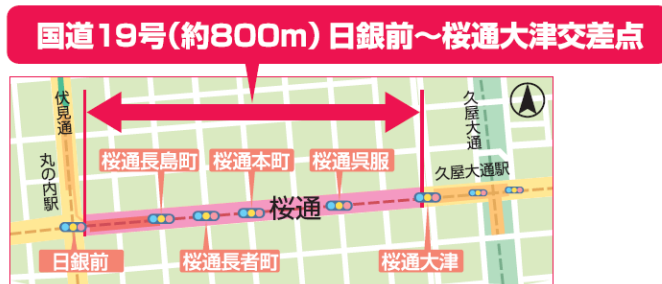 国道19号(約800m)日銀前〜桜通大津交差点
伏見通
丸の内駅
久屋大通
久屋大通駅
桜通長島町
桜通本町
桜通呉服
桜通
日銀前
桜通長者町
桜通大津